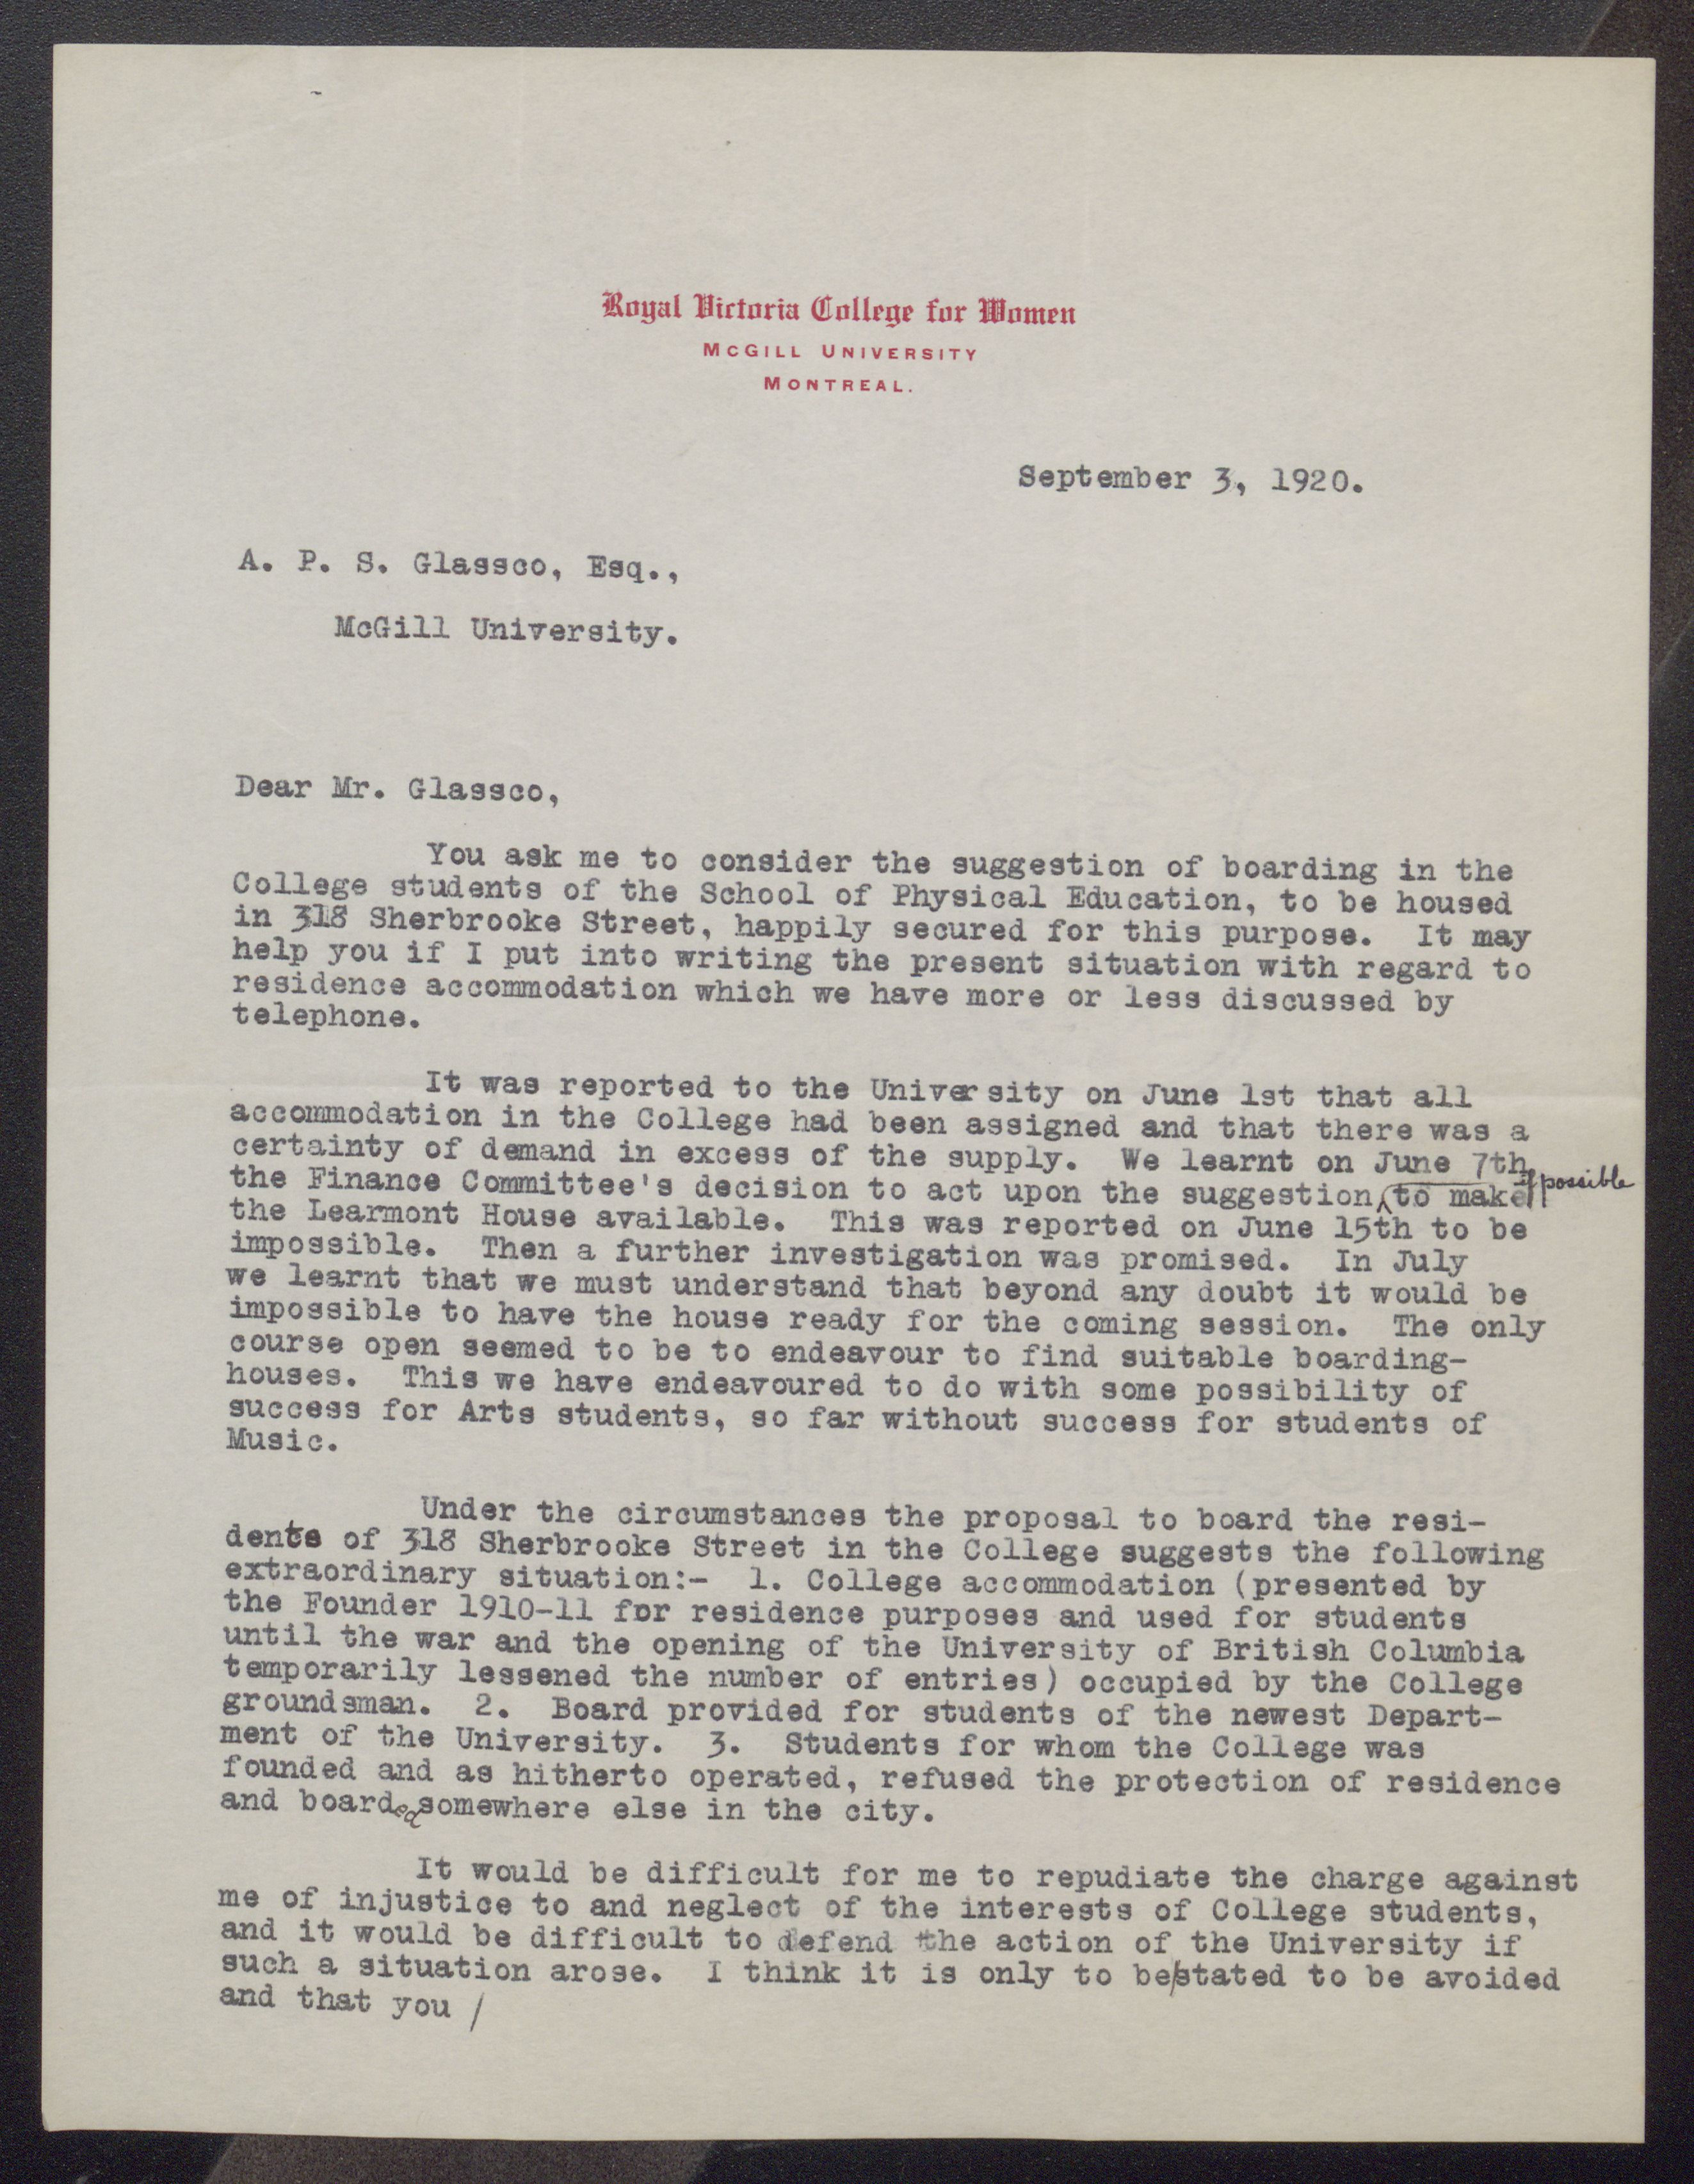 Royal Victoria College for Women
McGILL UNIVERSITY
MONTREAL.
September 3, 1920.
A. P. S. Glassco, Esq.,
McGill University.
Dear Mr. Glassco,
You ask me to consider the suggestion of boarding in the
College students of the School of Physical Education, to be housed
in 318 Sherbrooke Street, happily secured for this purpose. It may
help you if I put into writing the present situation with regard to
residence accommodation which we have more or less discussed by
telephone.
It was reported to the University on June 1st that all
accommodation in the College had been assigned and that there was a
certainty of demand in excess of the supply. We learnt on June 7th
the Finance Committee's decision to act upon the suggestion to make if possible
the Learmont House available. This was reported on June 15th to be
impossible. Then a further investigation was promised. In July
we learnt that we must understand that beyond any doubt it would be
impossible to have the house ready for the coming session. The only
course open seemed to be to endeavour to find suitable boarding-
houses. This we have endeavoured to do with some possibility of
success for Arts students, so far without success for students of
Music.
Under the circumstances the proposal to board the resi-
dents of 318 Sherbrooke Street in the College suggests the following
extraordinary situation:- 1. College accommodation (presented by
the Founder 1910-11 for residence purposes and used for students
until the war and the opening of the University of British Columbia
temporarily lessened the number of entries) occupied by the College
groundsman. 2. Board provided for students of the newest Depart-
ment of the University. 3. Students for whom the College was
founded and as hitherto operated, refused the protection of residence
and boarded somewhere else in the city.
It would be difficult for me to repudiate the charge against
me of injustice to and neglect of the interests of College students,
and it would be difficult to defend the action of the University if
such a situation arose. I think it is only to be/stated to be avoided
and that you /